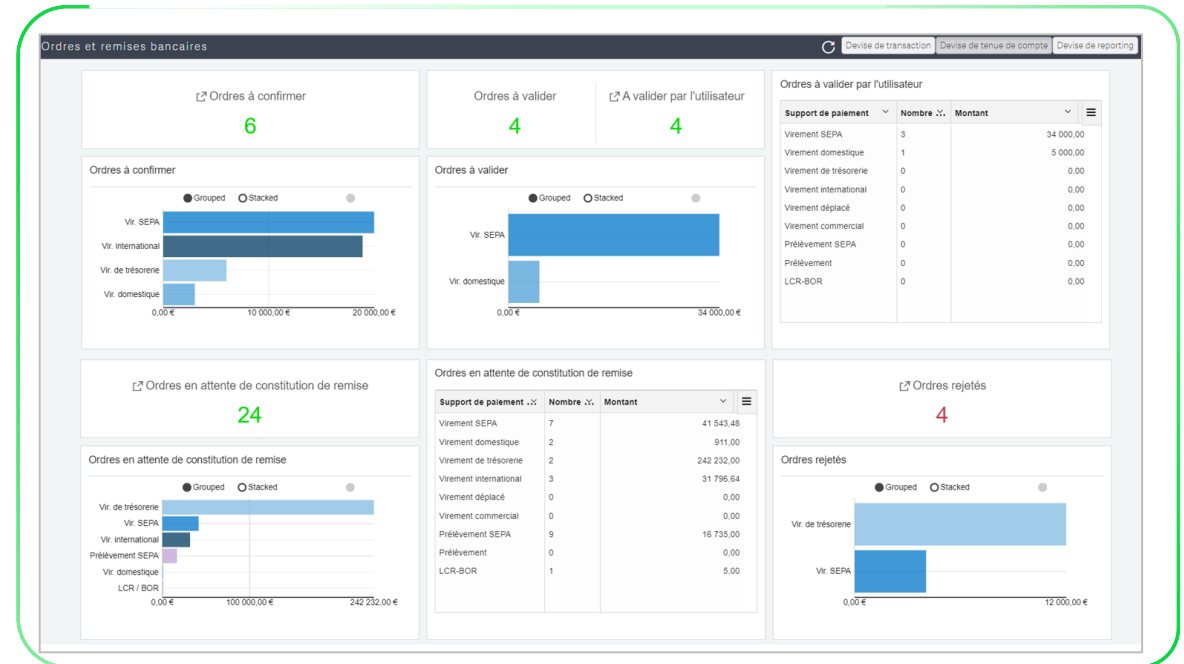 Ordres et remises bancaires
Devise de transaction Devise de tenue de compte Devise de reporting
Ordres à confirmer
6
Ordres à valider
4
A valider par l'utilisateur
4
Ordres à valider par l'utilisateur
Support de paiement Nombre Montant
Virement SEPA 3 34 000,00
Virement domestique 1 5 000,00
Virement de trésorerie 0 0,00
Virement international 0 0,00
Virement déplacé 0 0,00
Virement commercial 0 0,00
Prélèvement SEPA 0 0,00
Prélèvement 0 0,00
LCR-BOR 0 0,00
Ordres à confirmer
Grouped Stacked
Vir. SEPA
Vir. international
Vir. de trésorerie
Vir. domestique
0,00 € 10 000,00 € 20 000,00 €
Ordres à valider
Grouped Stacked
Vir. SEPA
Vir. domestique
0,00 € 34 000,00 €
Ordres en attente de constitution de remise
24
Ordres en attente de constitution de remise
Grouped Stacked
Vir. de trésorerie
Vir. SEPA
Vir. international
Prélèvement SEPA
Vir. domestique
LCR / BOR
0,00 € 100 000,00 € 242 232,00 €
Ordres en attente de constitution de remise
Support de paiement Nombre Montant
Virement SEPA 7 41 543,48
Virement domestique 2 911,00
Virement de trésorerie 2 242 232,00
Virement international 3 31 796,64
Virement déplacé 0 0,00
Virement commercial 0 0,00
Prélèvement SEPA 9 16 735,00
Prélèvement 0 0,00
LCR-BOR 1 5,00
Ordres rejetés
4
Ordres rejetés
Grouped Stacked
Vir. de trésorerie
Vir. SEPA
0,00 € 12 000,00 €